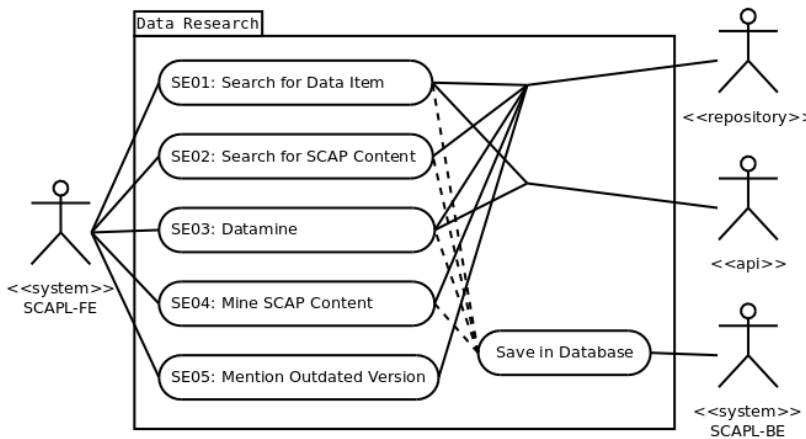 Data Research
SE01: Search for Data Item
<<repository>>
SE02: Search for SCAP Content
SE03: Datamine
<<api>>
<<system>>
SCAPL-FE
SE04: Mine SCAP Content
Save in Database
SE05: Mention Outdated Version
<<system>>
SCAPL-BE